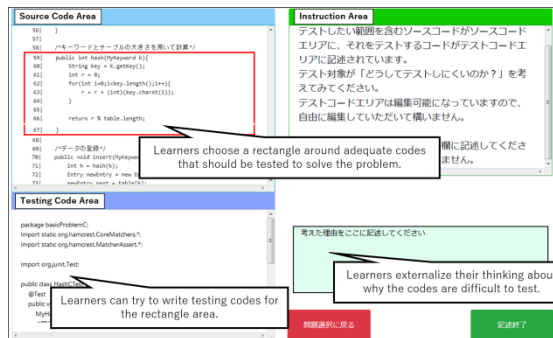 Source Code Area
56| }
57|
58| /*キーワードとテーブルの大きさを用いて計算*/
59| public int hash(MyKeyword k){
60| String key = k.getKey();
61| int r = 0;
62| for(int i=0;i<key.length();i++){
63| r = r + (int)(key.charAt(i));
64| }
65|
66| return r % table.length;
67| }
68|
69| /*データの登録*/
70| public void insert(MyKeyword
71| int h = hash(k);
72| Entry newEntry = new
73|
Learners choose a rectangle around adequate codes
that should be tested to solve the problem.
Instruction Area
テストしたい範囲を含むソースコードがソースコード
エリアに、それをテストするコードがテストコードエ
リアに記述されています。
テスト対象が「どうしてテストしにくいのか？」を考
えてみてください。
テストコードエリアは編集可能になっていますので、
自由に編集していただいて構いません。
欄に記述してくださ
ません。
Testing Code Area
package basicProblemC;
import static org.hamcrest.CoreMatchers.*;
import static org.hamcrest.MatcherAssert.*;
import org.junit.Test;
public class HashCTest
@Test
public
Learners can try to write testing codes for
the rectangle area.
考えた理由をここに記述してください
Learners externalize their thinking abou
why the codes are difficult to test.
問題選択に戻る
記述終了